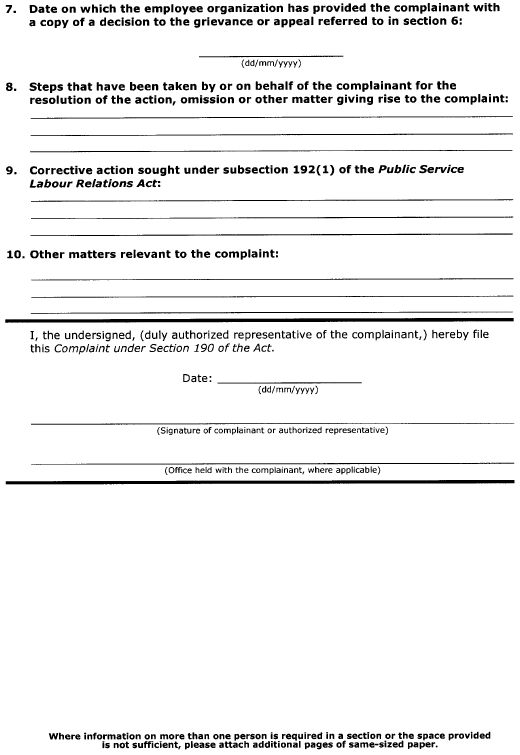 7. Date on which the employee organization has provided the complainant with
a copy of a decision to the grievance or appeal referred to in section 6:
(dd/mm/yyyy)
8. Steps that have been taken by or on behalf of the complainant for the
resolution of the action, omission or other matter giving rise to the complaint:
9. Corrective action sought under subsection 192(1) of the Public Service
Labour Relations Act:
10. Other matters relevant to the complaint:
I, the undersigned, (duly authorized representative of the complainant,) hereby file
this Complaint under Section 190 of the Act.
Date:
(dd/mm/yyyy)
(Signature of complainant or authorized representative)
(Office held with the complainant, where applicable)
Where information on more than one person is required in a section or the space provided
is not sufficient, please attach additional pages of same-sized paper.